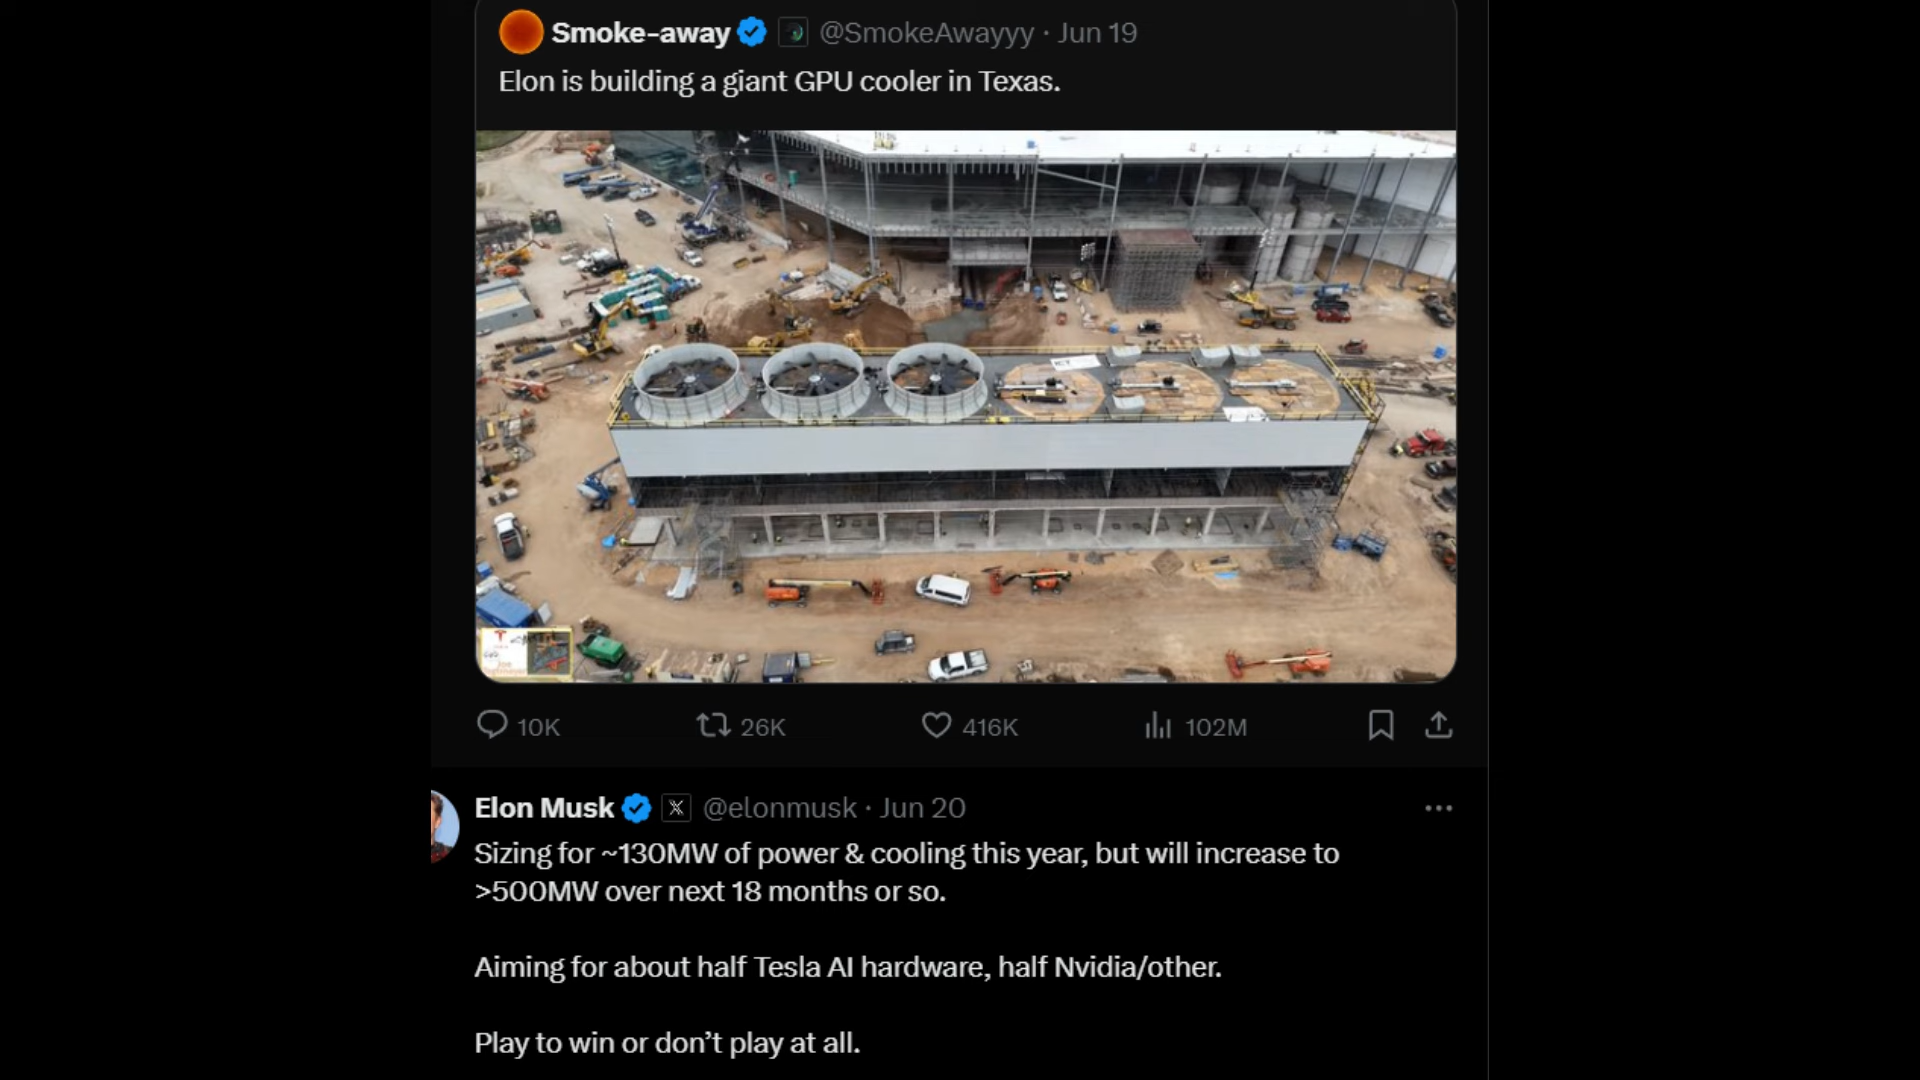 Smoke-away @SmokeAwayyy · Jun 19
Elon is building a giant GPU cooler in Texas.
10K 26K 416K 102M
Elon Musk @elonmusk · Jun 20
Sizing for ~130MW of power & cooling this year, but will increase to
>500MW over next 18 months or so.
Aiming for about half Tesla AI hardware, half Nvidia/other.
Play to win or don’t play at all.